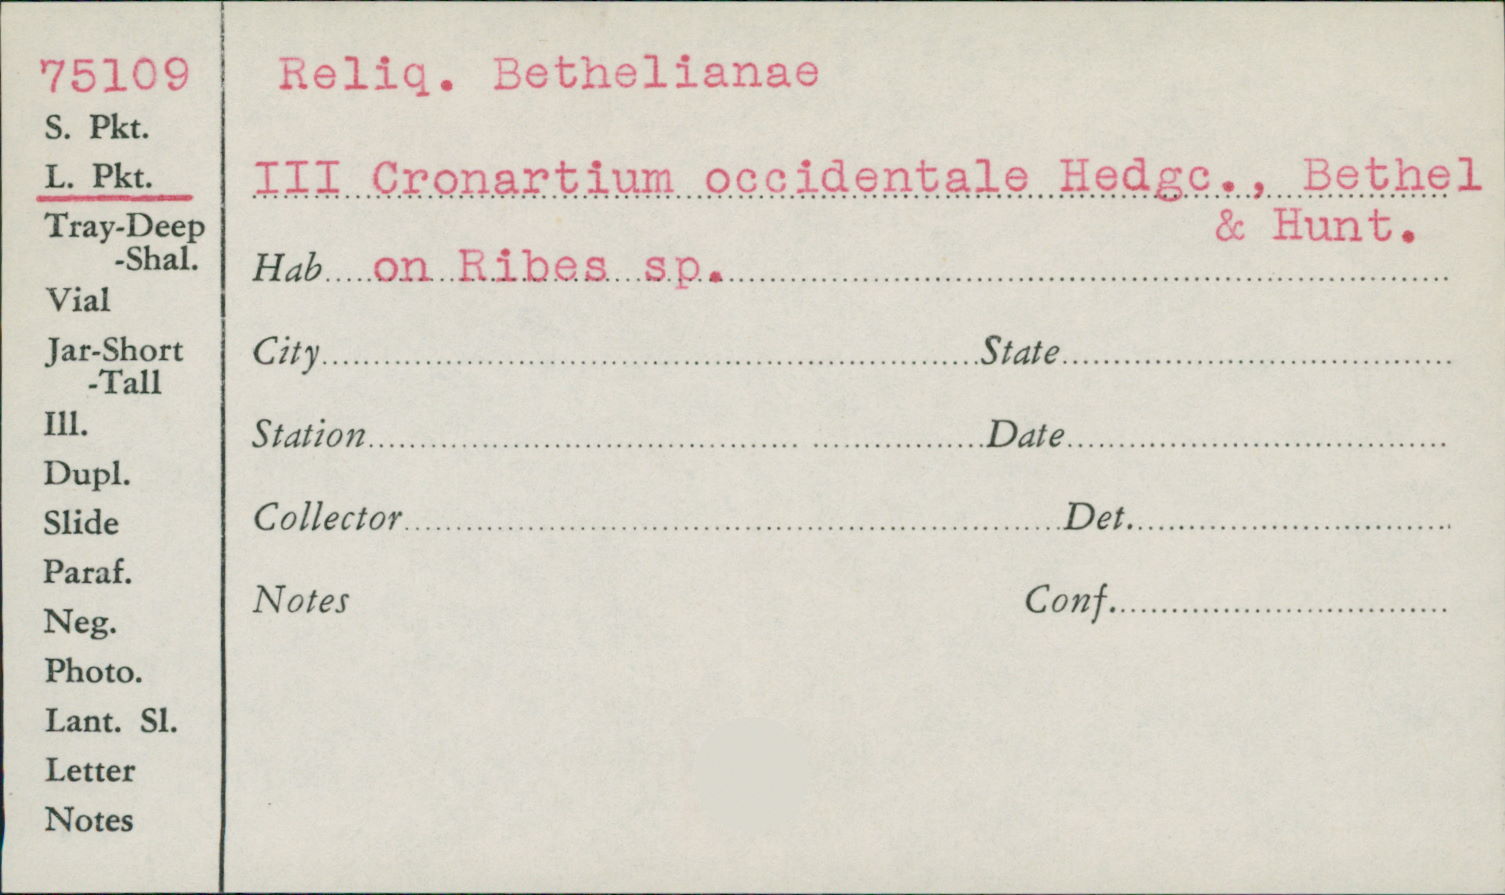 75109
S. Pkt.
L. Pkt.
Tray-Deep
-Shal.
Vial
Jar-Short
-Tall
Ill.
Dupl.
Slide
Paraf.
Neg.
Photo.
Lant. Sl.
Letter
Notes
Reliq. Bethelianae
III Cronartium occidentale Hedgc., Bethel
& Hunt.
Hab on Ribes sp.
City State
Station Date
Collector Det.
Notes Conf.